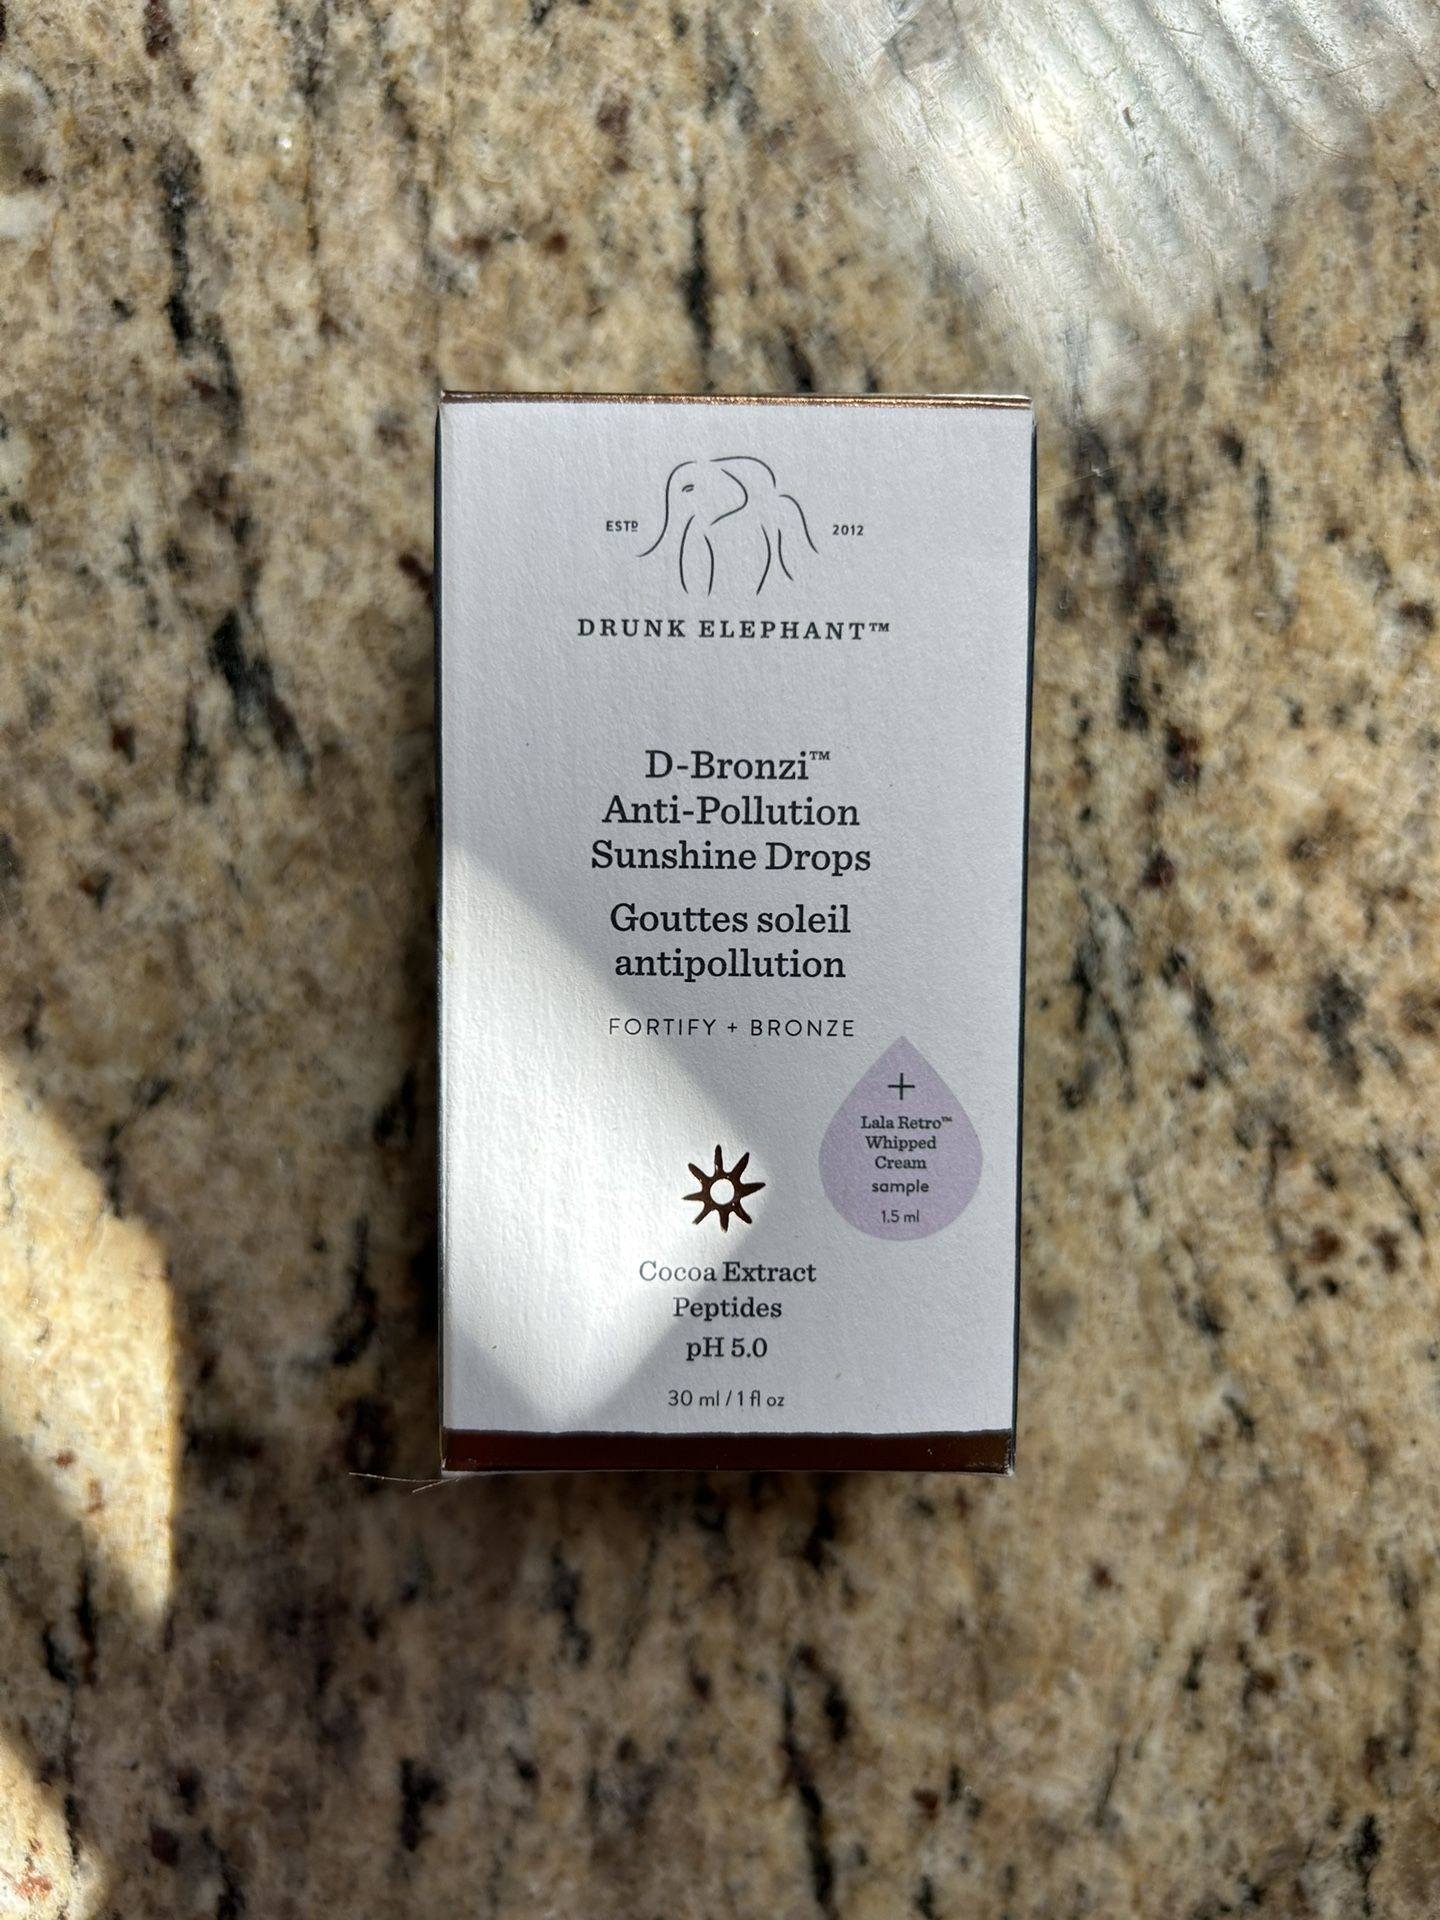 ESTD 2012
DRUNK ELEPHANT™
D-Bronzi™
Anti-Pollution
Sunshine Drops
Gouttes soleil
antipollution
FORTIFY + BRONZE
+
Lala Retro™
Whipped
Cream
sample
1.5 ml
Cocoa Extract
Peptides
pH 5.0
30 ml / 1 fl oz